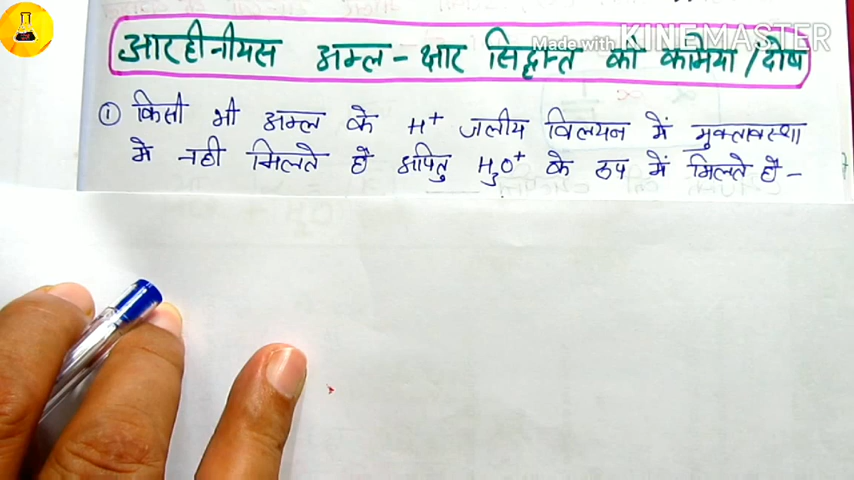 आरहीनीयस अम्ल - क्षार सिद्धान्त की कमियाँ / दोष
Made with KINEMASTER
① किसी भी अम्ल के H⁺ जलीय विलयन में मुक्तावस्था
में नहीं मिलते है अपितु H₃O⁺ के रूप में मिलते है -